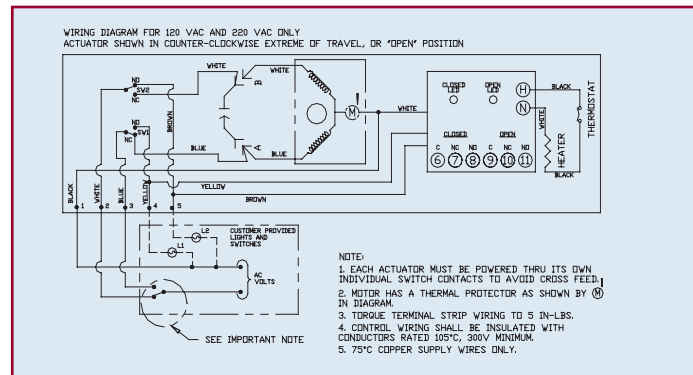 WIRING DIAGRAM FOR 120 VAC AND 220 VAC ONLY
ACTUATOR SHOWN IN COUNTER-CLOCKWISE EXTREME OF TRAVEL, OR "OPEN" POSITION
NO
SW2
NC
WHITE
B
WHITE
NO
SW1
NC
BROWN
BLUE
A
BLUE
M
WHITE
CLOSED
LED
OPEN
LED
H
N
BLACK
WHITE
HEATER
BLACK
THERMOSTAT
CLOSED
OPEN
C NC NO C NC NO
6 7 8 9 10 11
BLACK
WHITE
BLUE
YELLOW
YELLOW
BROWN
1 2 3 4 5
CUSTOMER PROVIDED
LIGHTS AND
SWITCHES
L2
L1
AC
VOLTS
SEE IMPORTANT NOTE
NOTE:
1. EACH ACTUATOR MUST BE POWERED THRU ITS OWN
INDIVIDUAL SWITCH CONTACTS TO AVOID CROSS FEED.
2. MOTOR HAS A THERMAL PROTECTOR AS SHOWN BY M
IN DIAGRAM.
3. TORQUE TERMINAL STRIP WIRING TO 5 IN-LBS.
4. CONTROL WIRING SHALL BE INSULATED WITH
CONDUCTORS RATED 105°C, 300V MINIMUM.
5. 75°C COPPER SUPPLY WIRES ONLY.